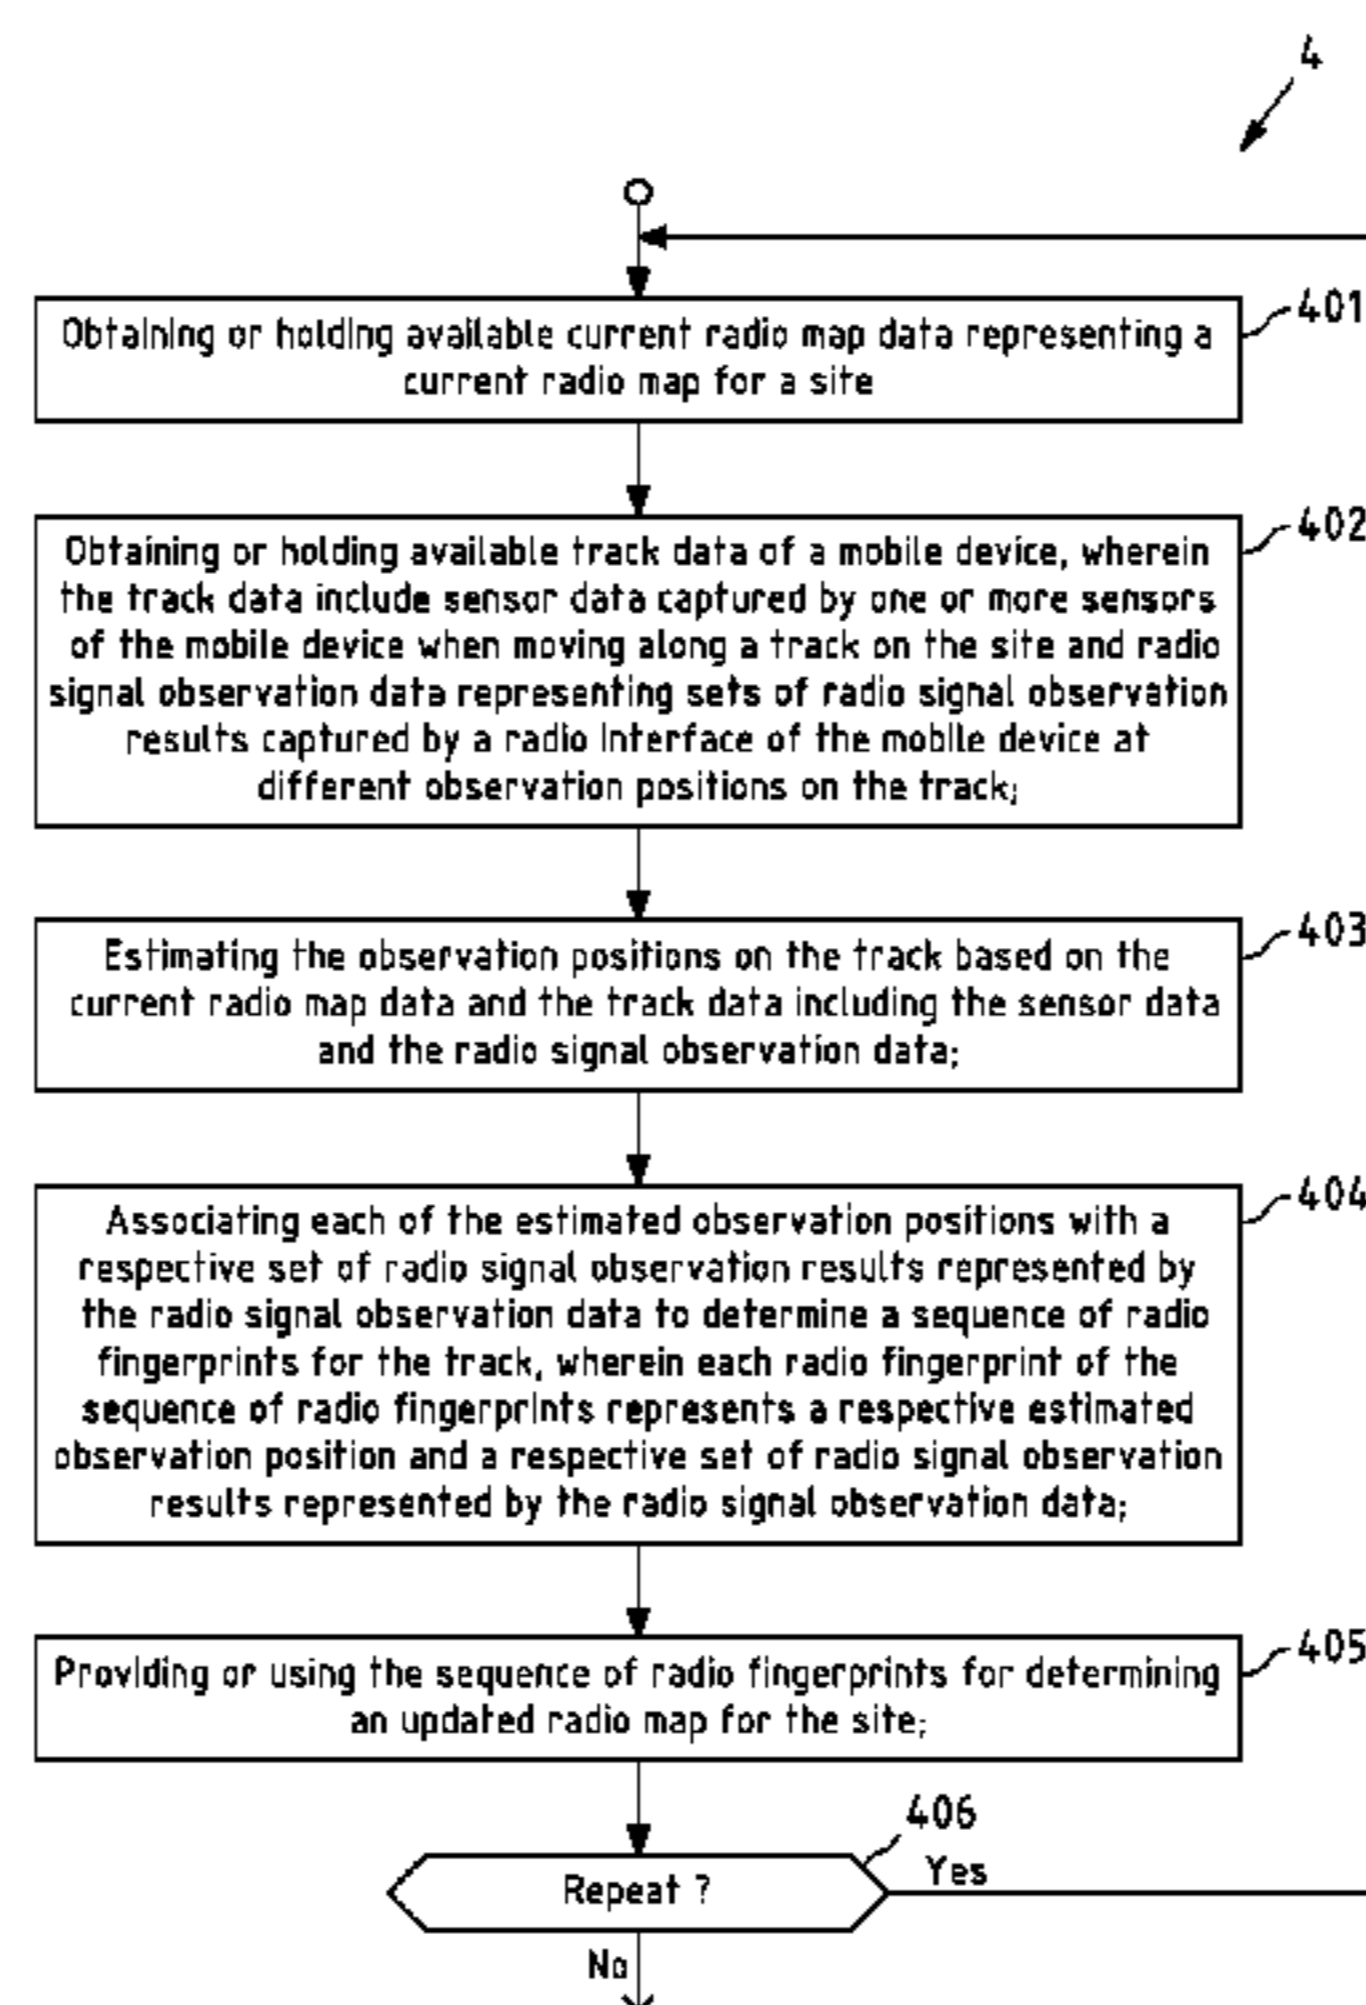 4
Obtaining or holding available current radio map data representing a
current radio map for a site
401
Obtaining or holding available track data of a mobile device, wherein
the track data include sensor data captured by one or more sensors
of the mobile device when moving along a track on the site and radio
signal observation data representing sets of radio signal observation
results captured by a radio interface of the mobile device at
different observation positions on the track;
402
Estimating the observation positions on the track based on the
current radio map data and the track data including the sensor data
and the radio signal observation data;
403
Associating each of the estimated observation positions with a
respective set of radio signal observation results represented by
the radio signal observation data to determine a sequence of radio
fingerprints for the track, wherein each radio fingerprint of the
sequence of radio fingerprints represents a respective estimated
observation position and a respective set of radio signal observation
results represented by the radio signal observation data;
404
Providing or using the sequence of radio fingerprints for determining
an updated radio map for the site;
405
406
Repeat ?
Yes
No